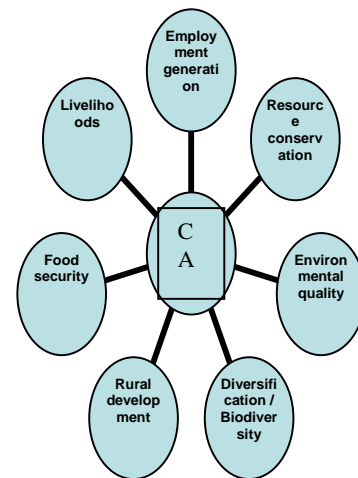 Employ
ment
generati
on
Liveliho
ods
Resourc
e
conserv
ation
C
A
Food
security
Environ
mental
quality
Rural
develop
ment
Diversifi
cation /
Biodiver
sity